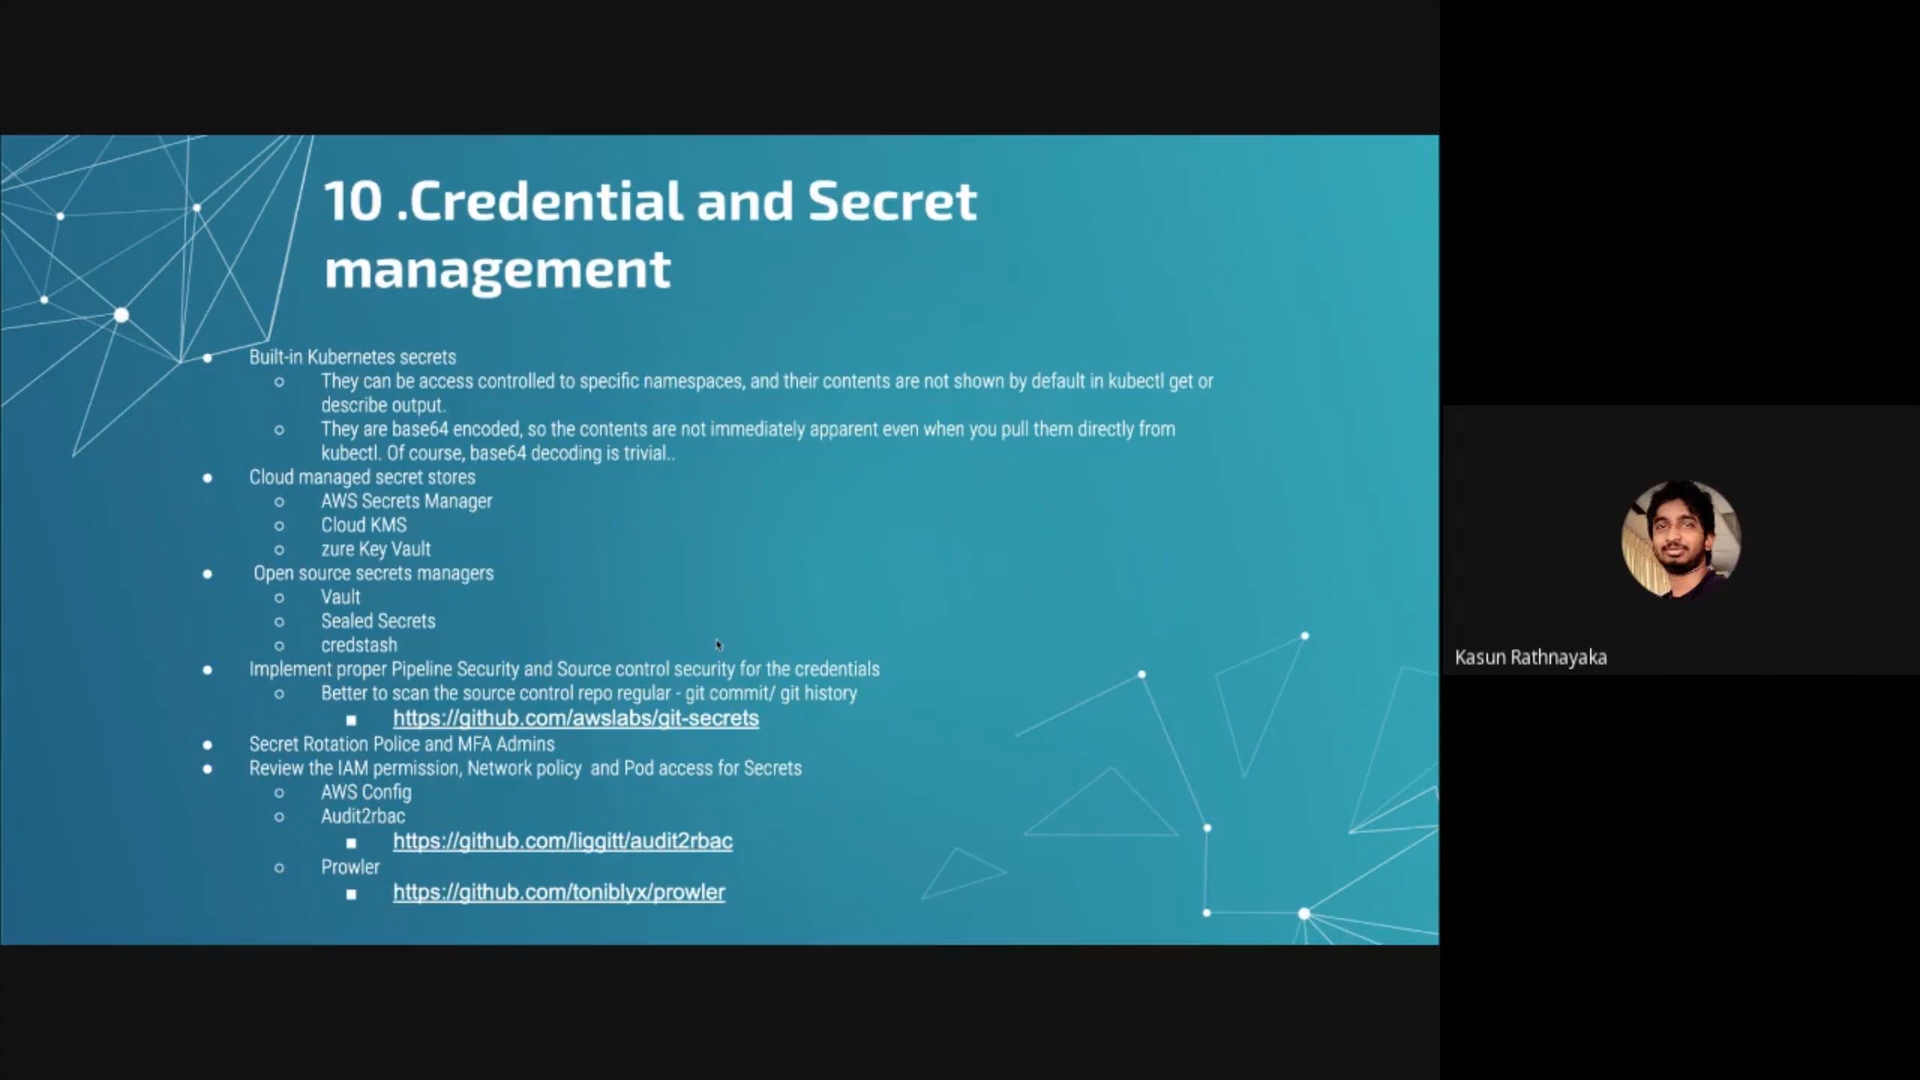 10 .Credential and Secret
management
● Built-in Kubernetes secrets
○ They can be access controlled to specific namespaces, and their contents are not shown by default in kubectl get or
describe output.
○ They are base64 encoded, so the contents are not immediately apparent even when you pull them directly from
kubectl. Of course, base64 decoding is trivial..
● Cloud managed secret stores
○ AWS Secrets Manager
○ Cloud KMS
○ zure Key Vault
● Open source secrets managers
○ Vault
○ Sealed Secrets
○ credstash
● Implement proper Pipeline Security and Source control security for the credentials
○ Better to scan the source control repo regular - git commit/ git history
■ https://github.com/awslabs/git-secrets
● Secret Rotation Police and MFA Admins
● Review the IAM permission, Network policy and Pod access for Secrets
○ AWS Config
○ Audit2rbac
■ https://github.com/liggitt/audit2rbac
○ Prowler
■ https://github.com/toniblyx/prowler
Kasun Rathnayaka